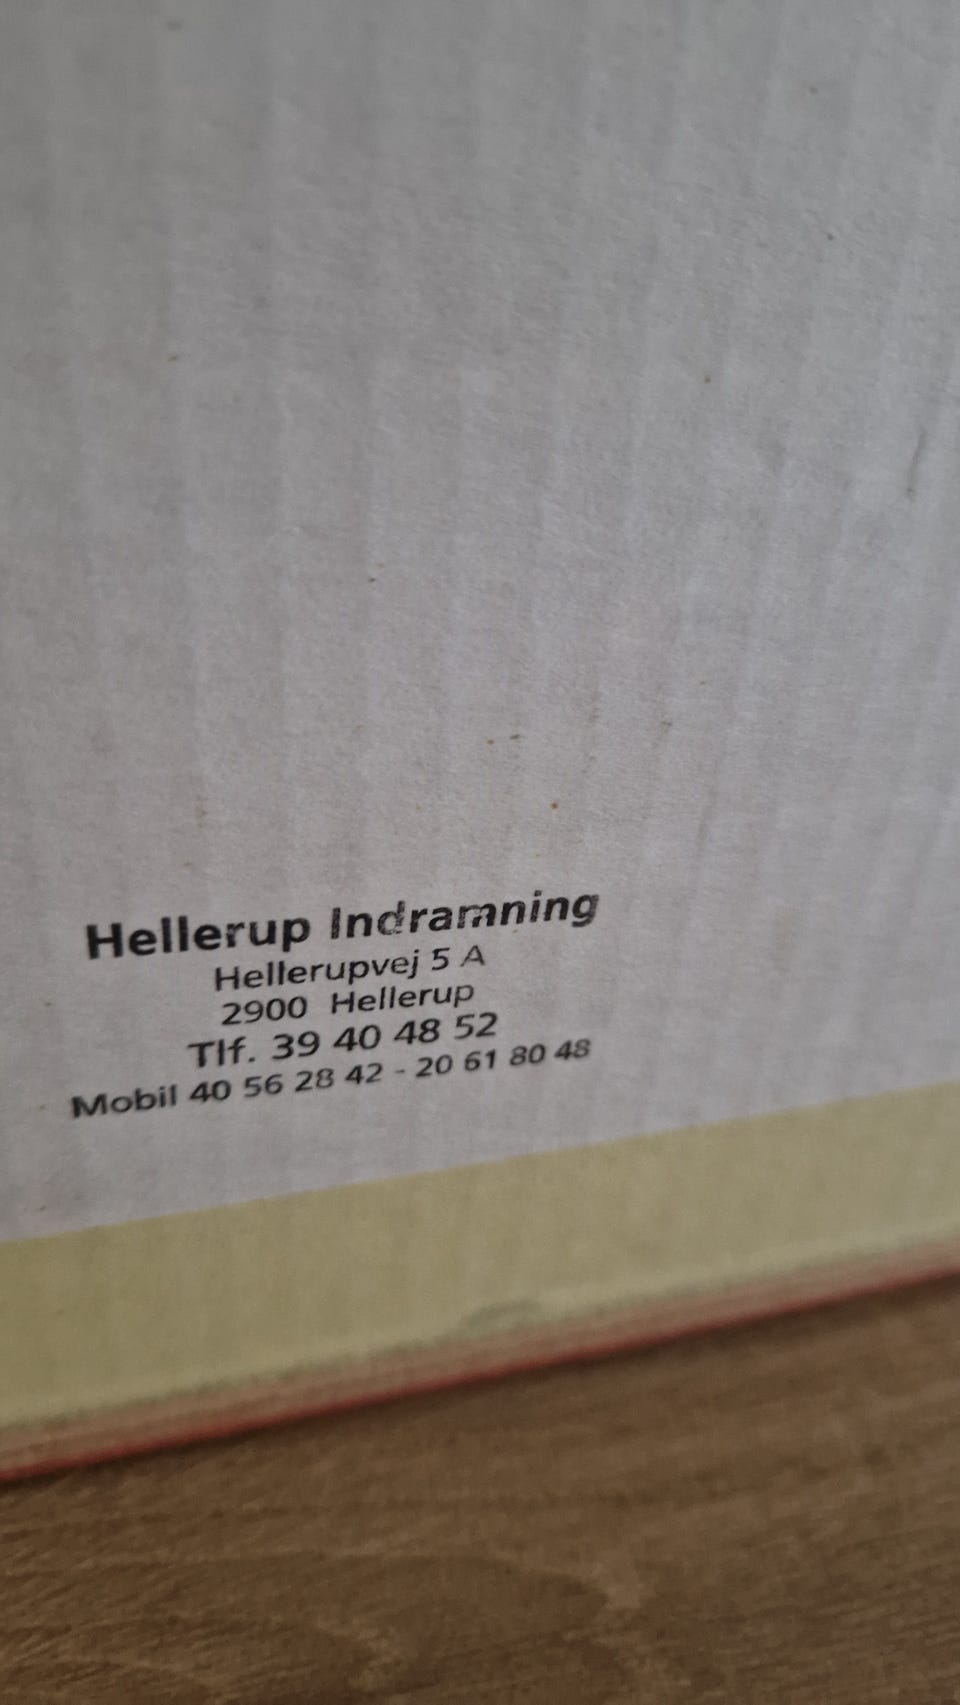 Hellerup Indramning
Hellerupvej 5 A
2900 Hellerup
Tlf. 39 40 48 52
Mobil 40 56 28 42 - 20 61 80 48